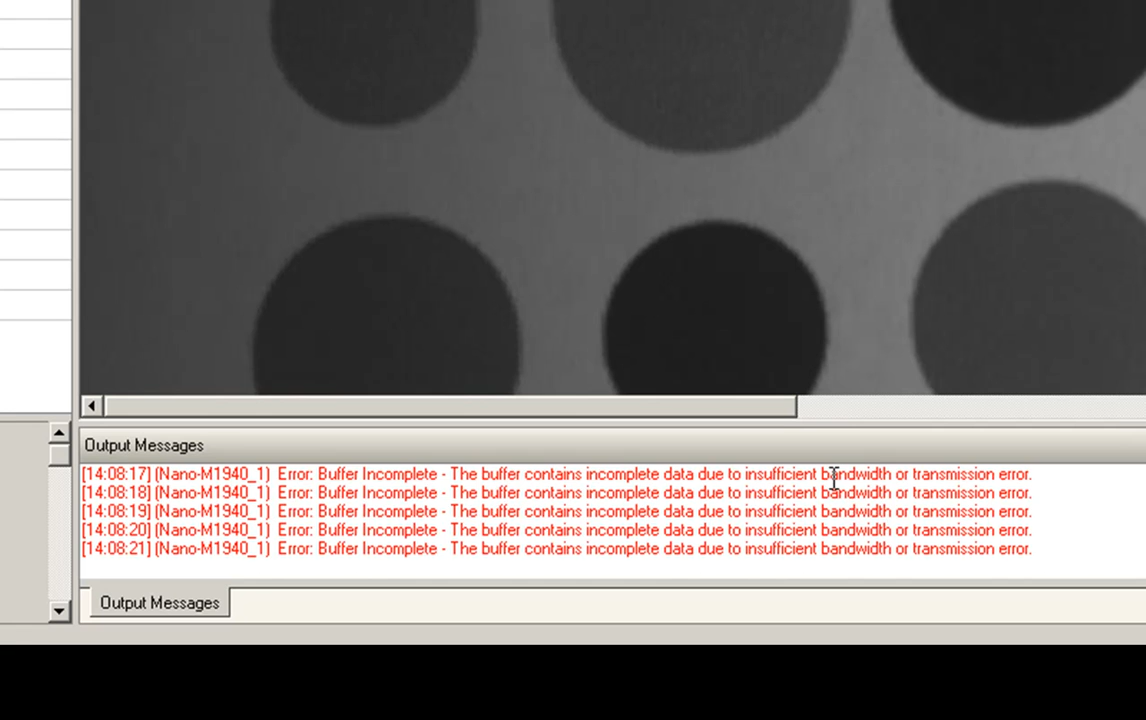 Output Messages
[14:08:17] (Nano-M1940_1) Error: Buffer Incomplete - The buffer contains incomplete data due to insufficient bandwidth or transmission error.
[14:08:18] (Nano-M1940_1) Error: Buffer Incomplete - The buffer contains incomplete data due to insufficient bandwidth or transmission error.
[14:08:19] (Nano-M1940_1) Error: Buffer Incomplete - The buffer contains incomplete data due to insufficient bandwidth or transmission error.
[14:08:20] (Nano-M1940_1) Error: Buffer Incomplete - The buffer contains incomplete data due to insufficient bandwidth or transmission error.
[14:08:21] (Nano-M1940_1) Error: Buffer Incomplete - The buffer contains incomplete data due to insufficient bandwidth or transmission error.
Output Messages